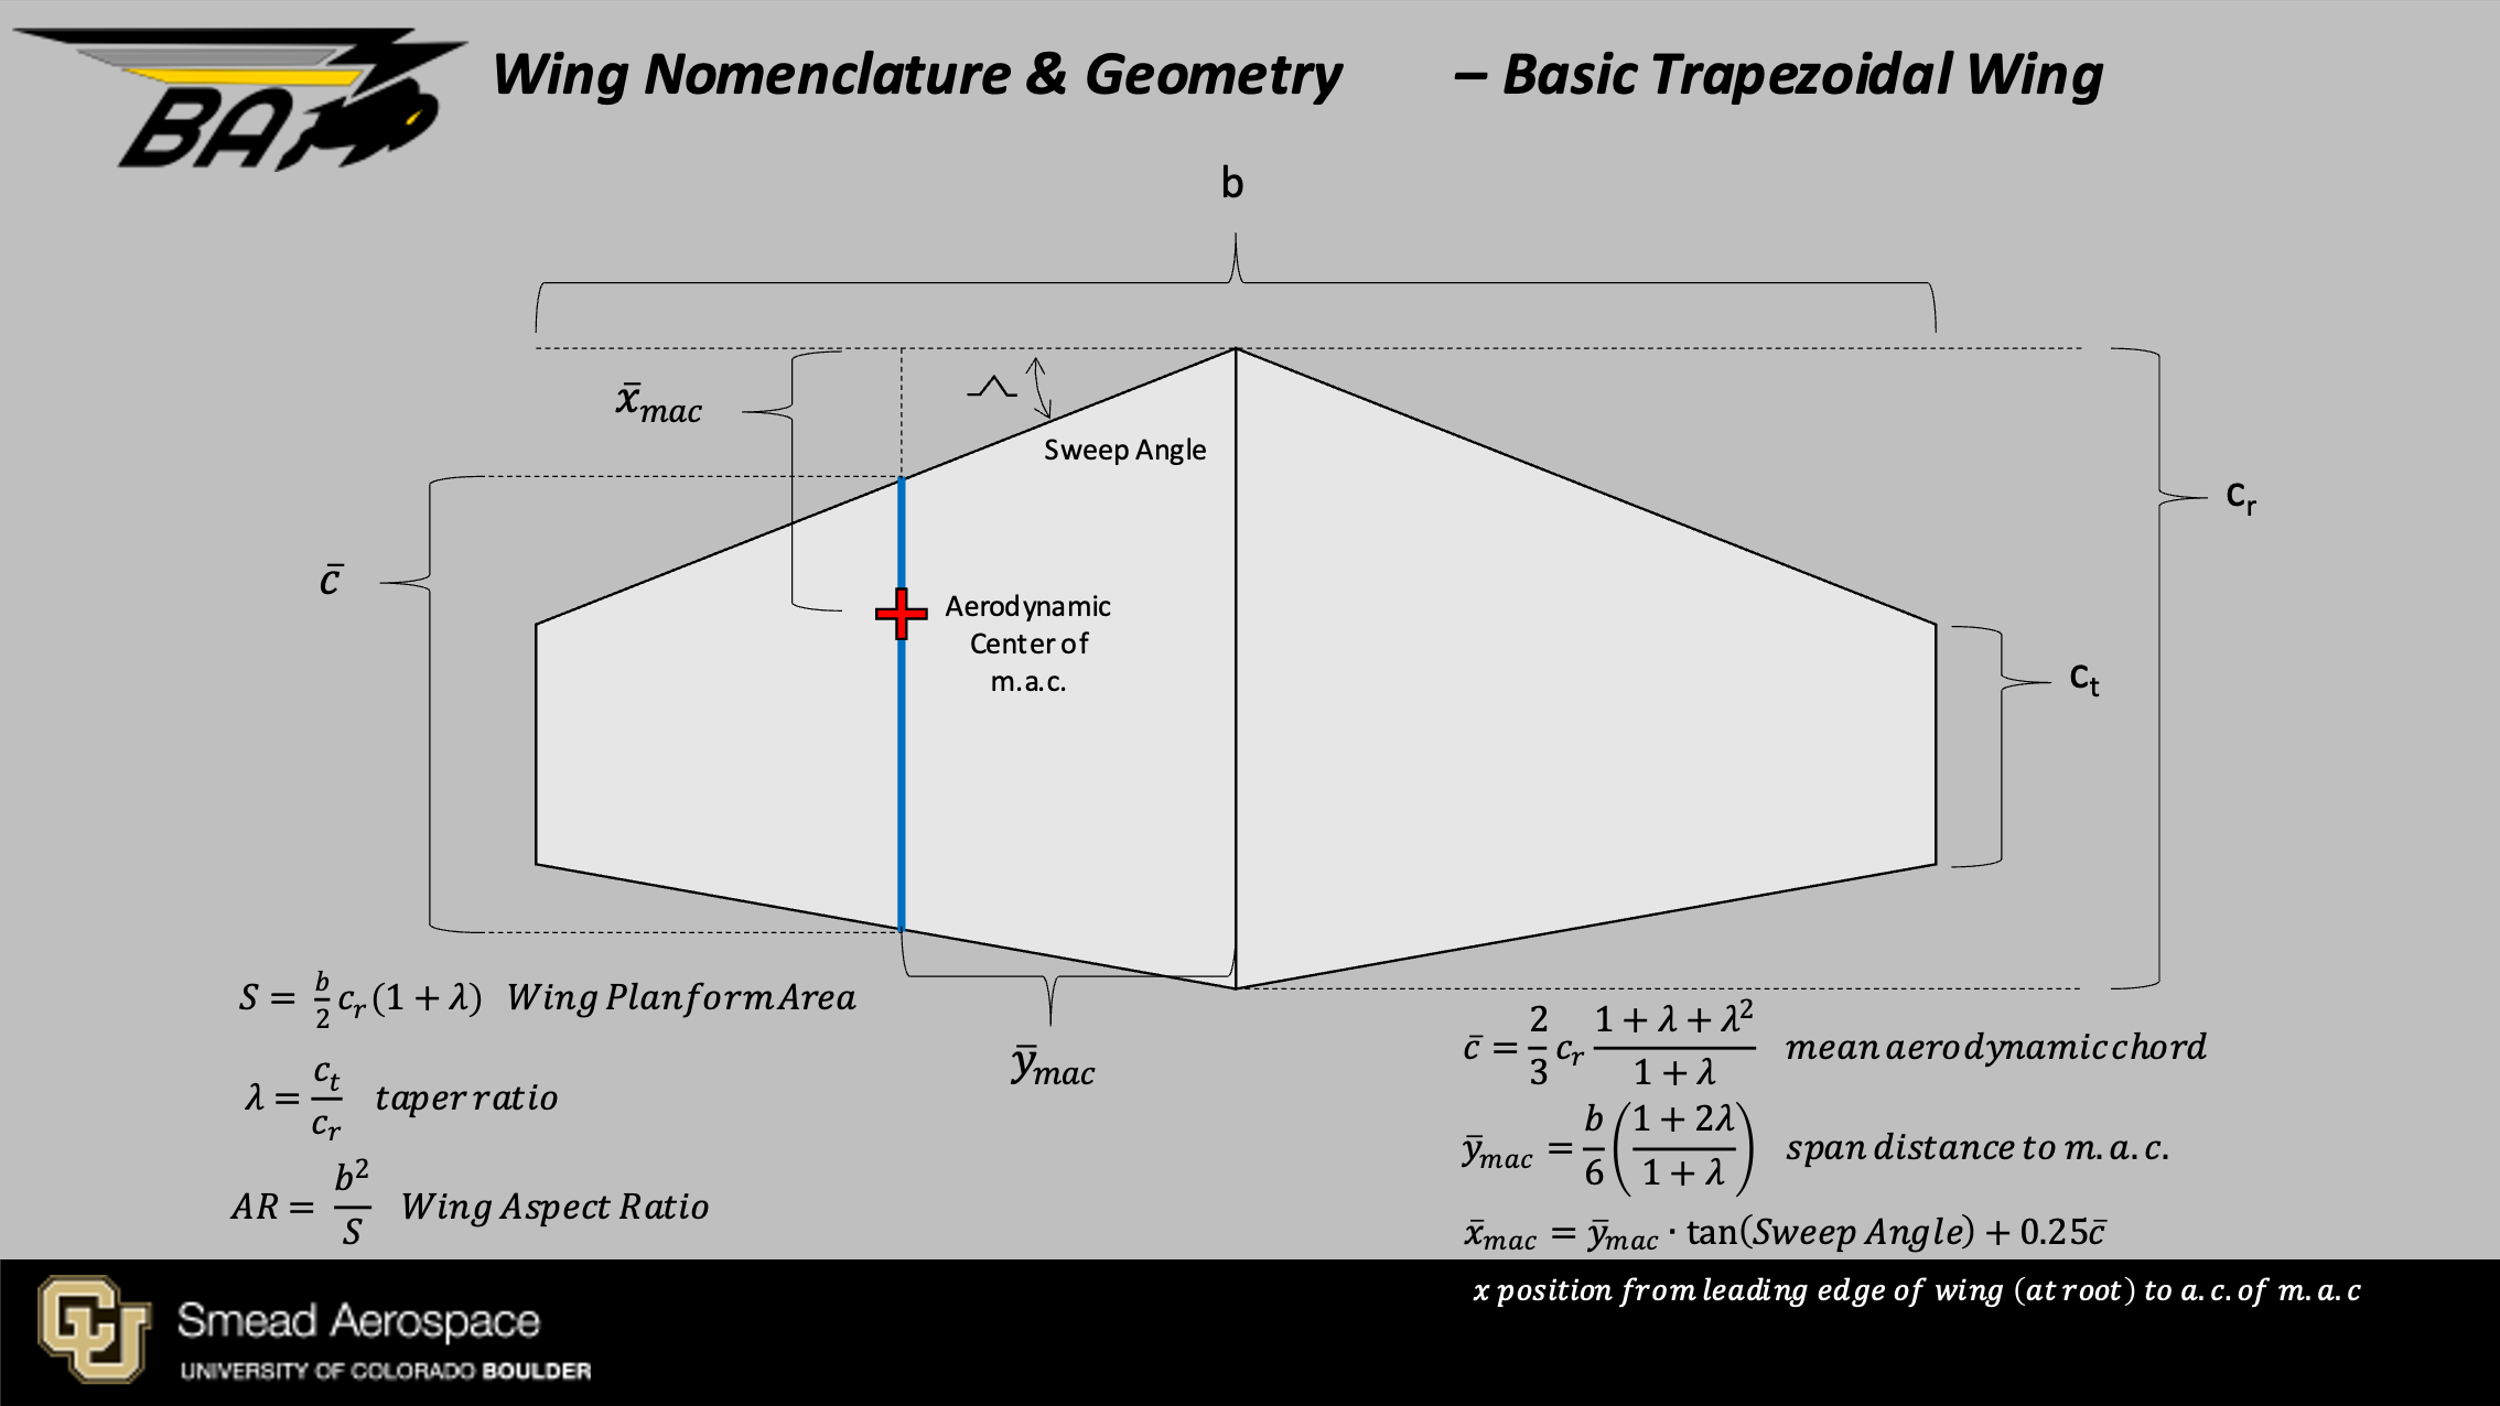 BA
Wing Nomenclature & Geometry – Basic Trapezoidal Wing
b
x̄mac
Sweep Angle
cr
c̄
Aerodynamic
Center of
m.a.c.
ct
S = b/2 cr(1 + λ) Wing Planform Area
ȳmac
λ = ct/cr taper ratio
AR = b²/S Wing Aspect Ratio
c̄ = 2/3 cr (1 + λ + λ²)/(1 + λ) mean aerodynamic chord
ȳmac = b/6 ((1 + 2λ)/(1 + λ)) span distance to m.a.c.
x̄mac = ȳmac · tan(Sweep Angle) + 0.25c̄
x position from leading edge of wing (at root) to a.c. of m.a.c
CU
Smead Aerospace
UNIVERSITY OF COLORADO BOULDER